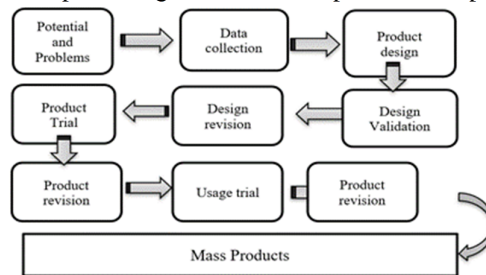 Potential
and
Problems
Data
collection
Product
design
Product
Trial
Design
revision
Design
Validation
Product
revision
Usage trial
Product
revision
Mass Products